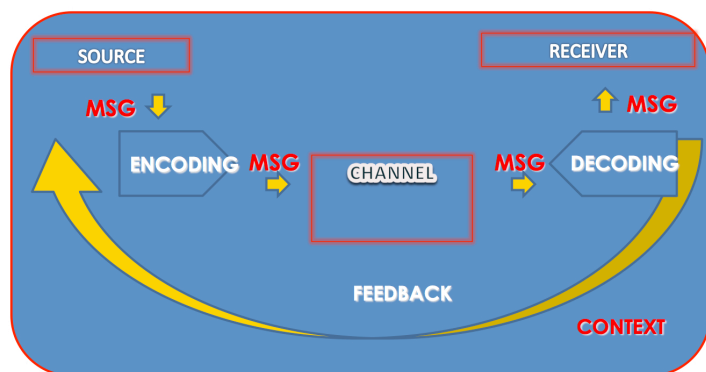 SOURCE
RECEIVER
MSG
MSG
ENCODING
MSG
CHANNEL
MSG
DECODING
FEEDBACK
CONTEXT